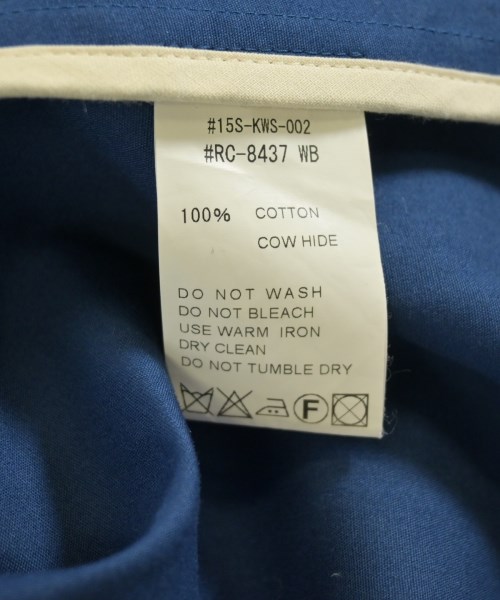 #15S-KWS-002
#RC-8437 WB
100% COTTON
COW HIDE
DO NOT WASH
DO NOT BLEACH
USE WARM IRON
DRY CLEAN
DO NOT TUMBLE DRY
F